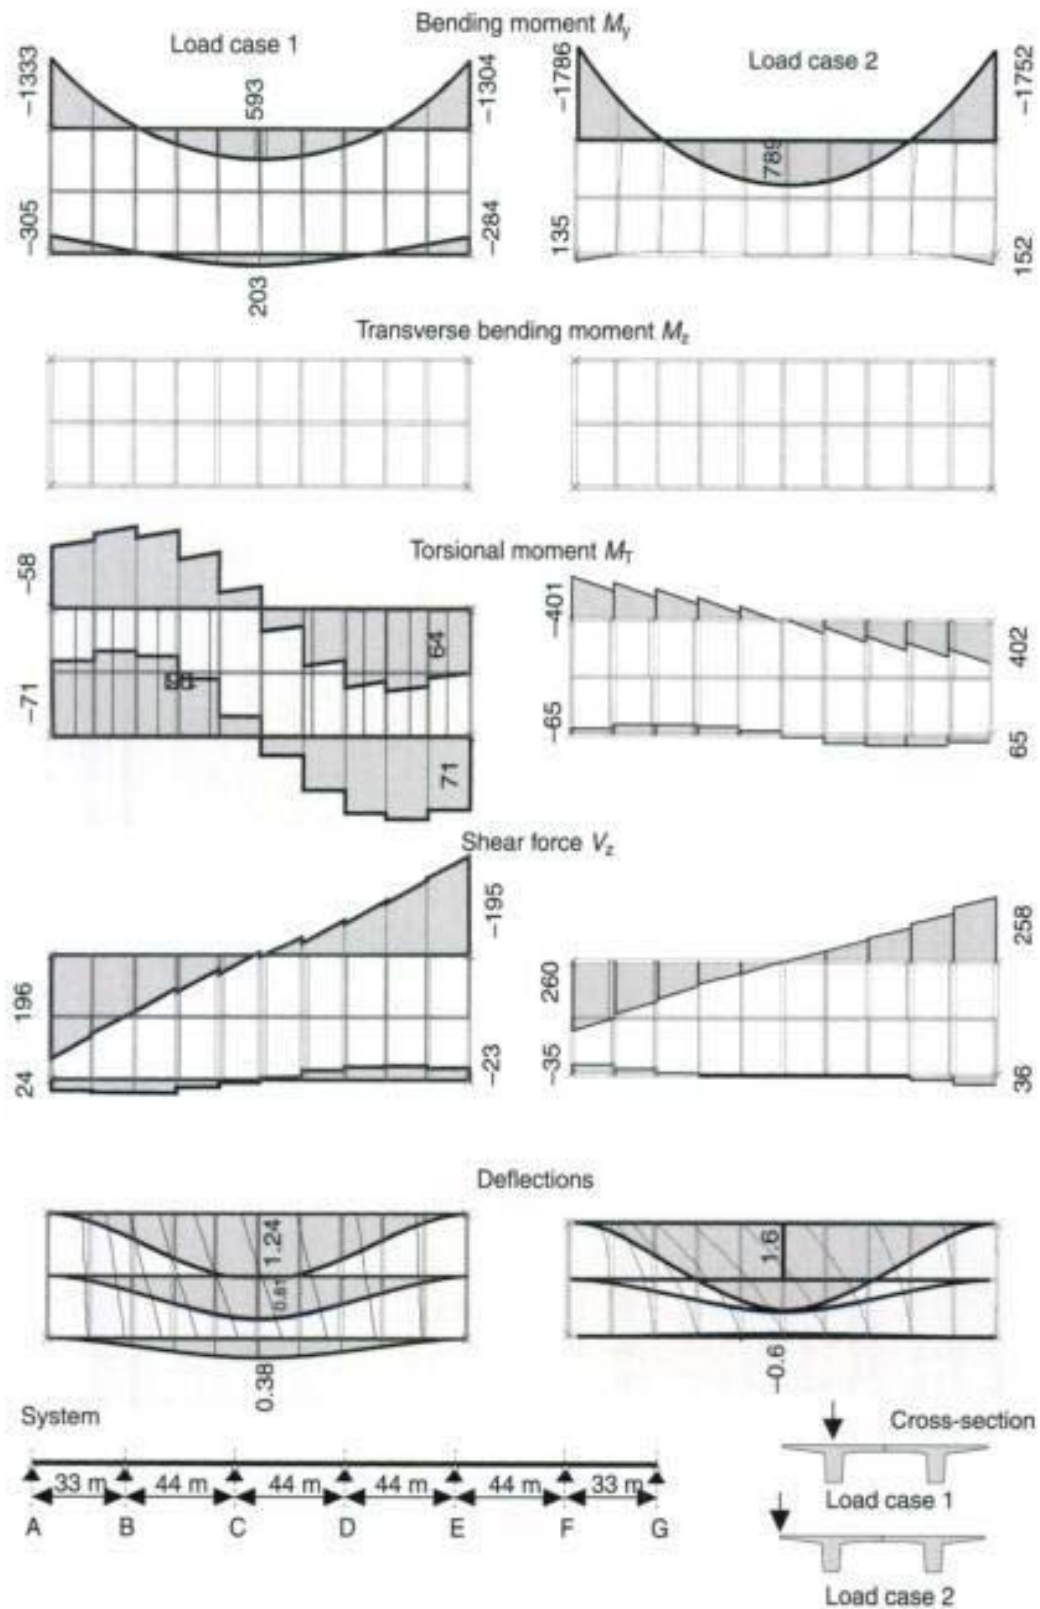 Bending moment My
Load case 1
Load case 2
−1333
593
−1304
−1786
789
−1752
−305
203
−284
135
152
Transverse bending moment Mz
Torsional moment MT
−58
64
−401
402
−71
71
−65
65
Shear force Vz
196
−195
260
258
24
−23
−35
36
Deflections
1.24
0.81
0.38
1.6
−0.6
System
Cross-section
33 m 44 m 44 m 44 m 44 m 33 m
A B C D E F G
Load case 1
Load case 2